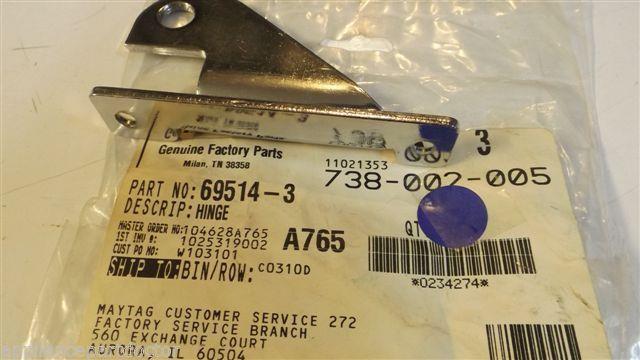 3
Genuine Factory Parts
Milan, TN 38358
11021353
738-002-005
PART NO: 69514-3
DESCRIP: HINGE
MASTER ORDER NO: 104628A765
1ST INV #: 1025319002
A765
CUST PO NO: W103101
SHIP TO: BIN/ROW: C0310D
*0234274*
MAYTAG CUSTOMER SERVICE 272
FACTORY SERVICE BRANCH
560 EXCHANGE COURT
AURORA, IL 60504